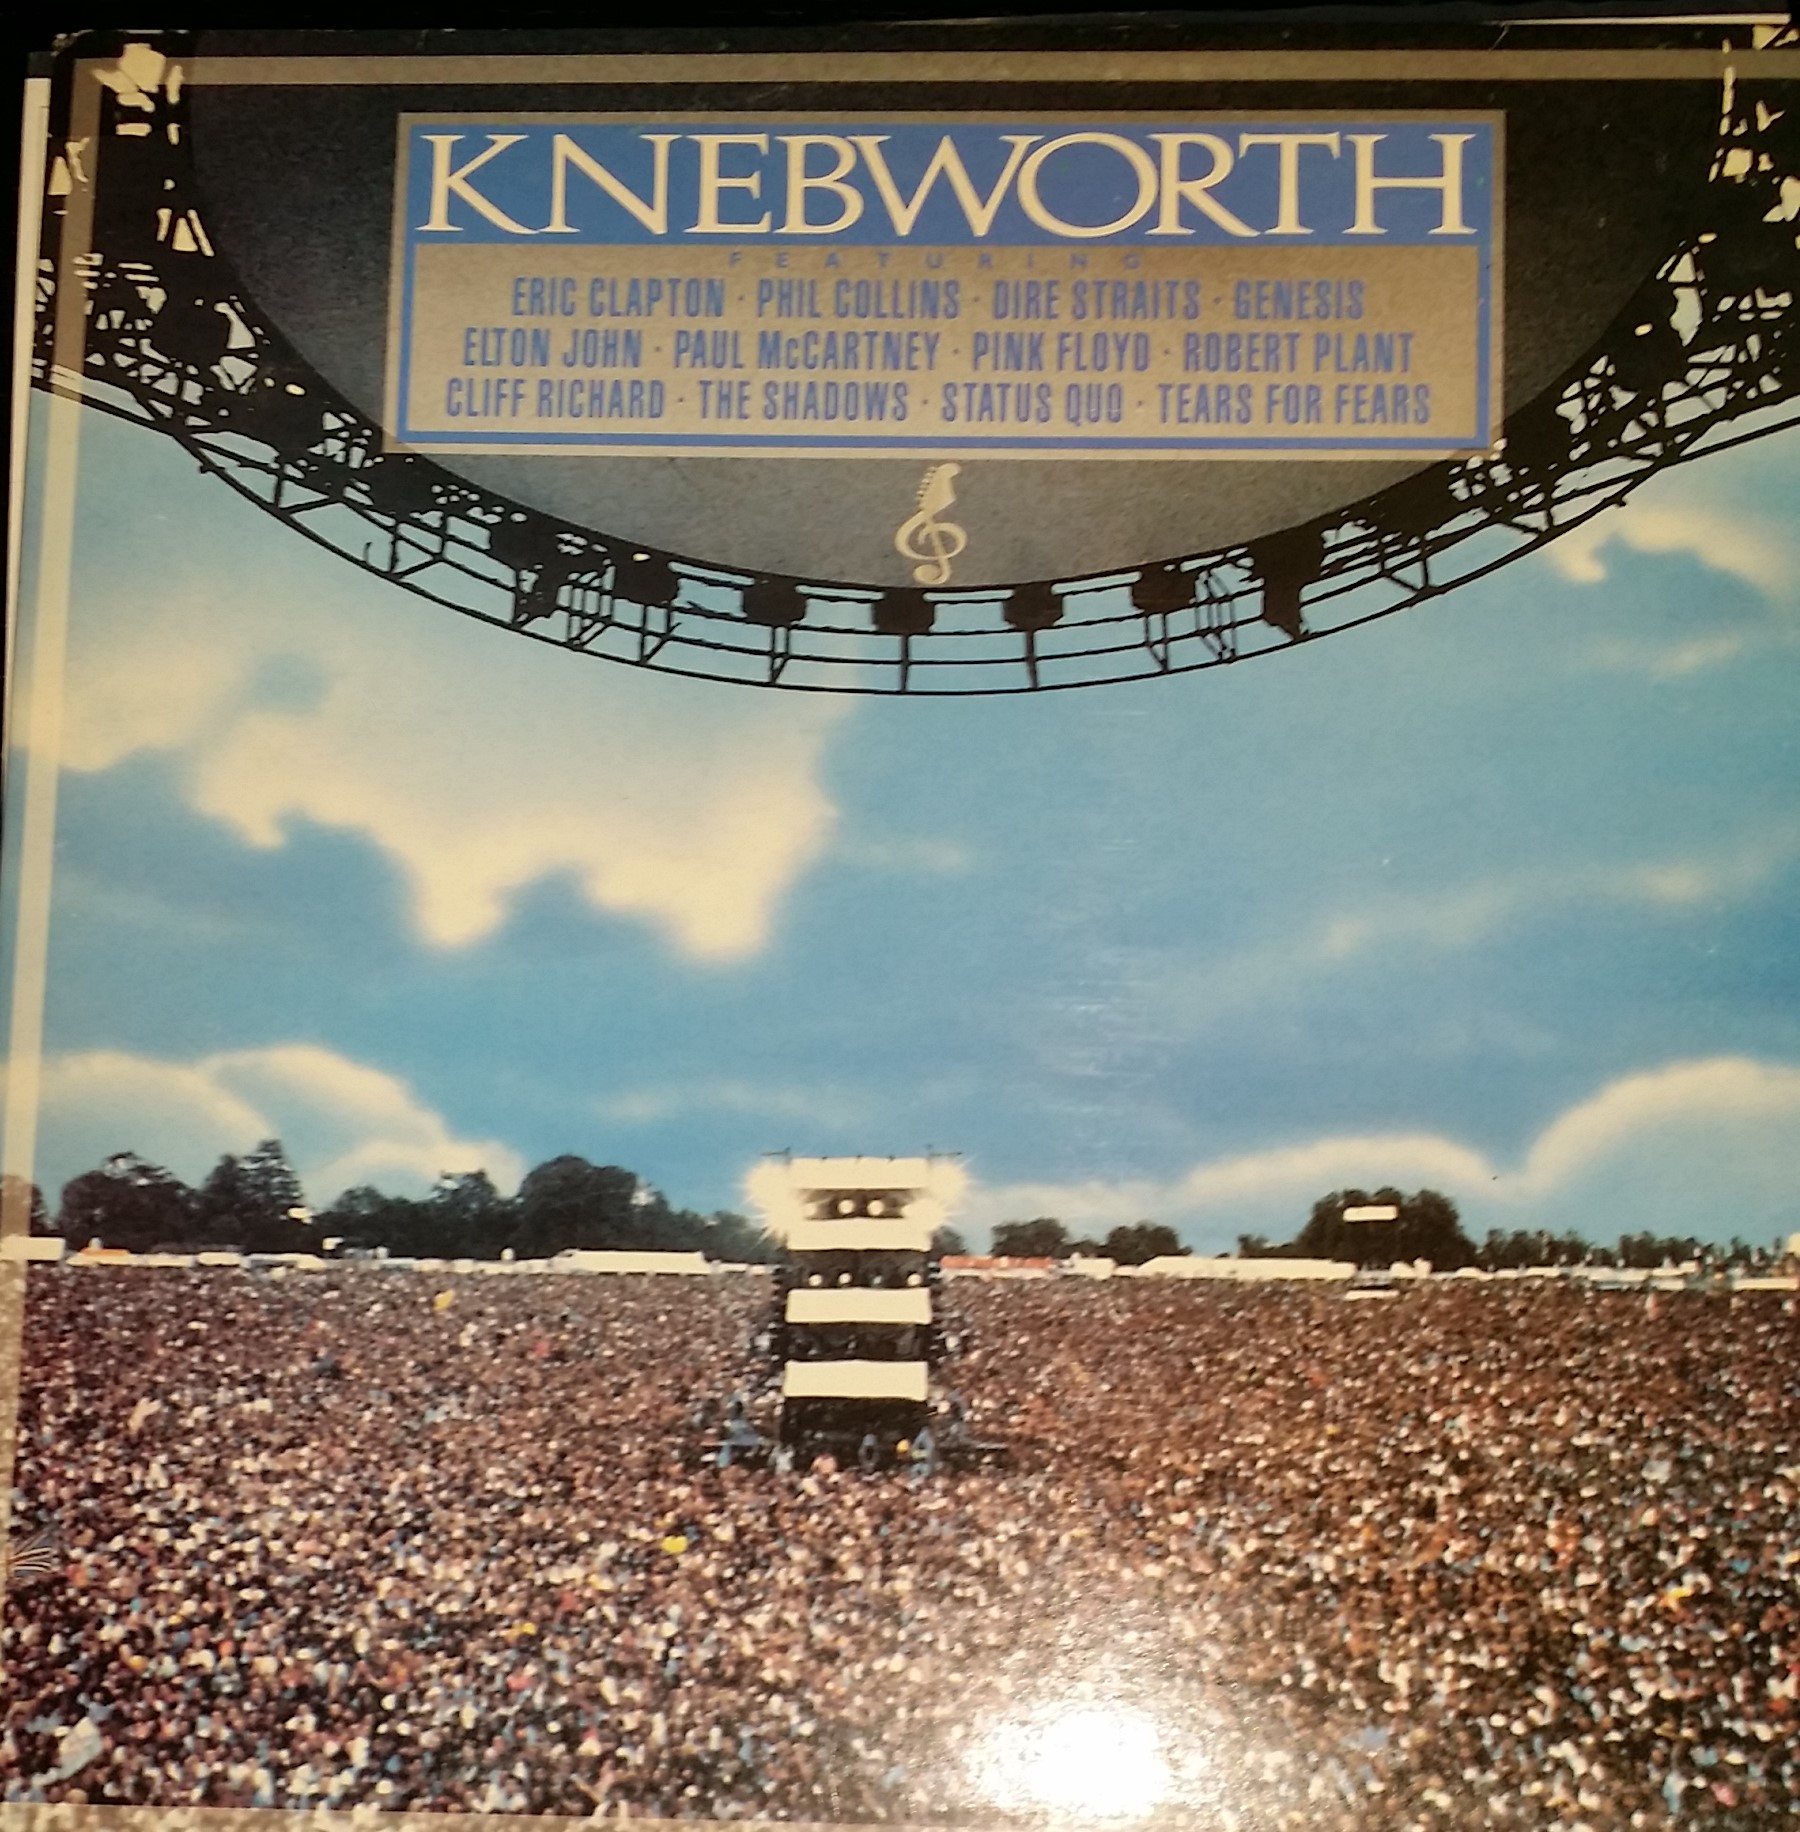 KNEBWORTH
FEATURING
ERIC CLAPTON · PHIL COLLINS · DIRE STRAITS · GENESIS
ELTON JOHN · PAUL McCARTNEY · PINK FLOYD · ROBERT PLANT
CLIFF RICHARD · THE SHADOWS · STATUS QUO · TEARS FOR FEARS